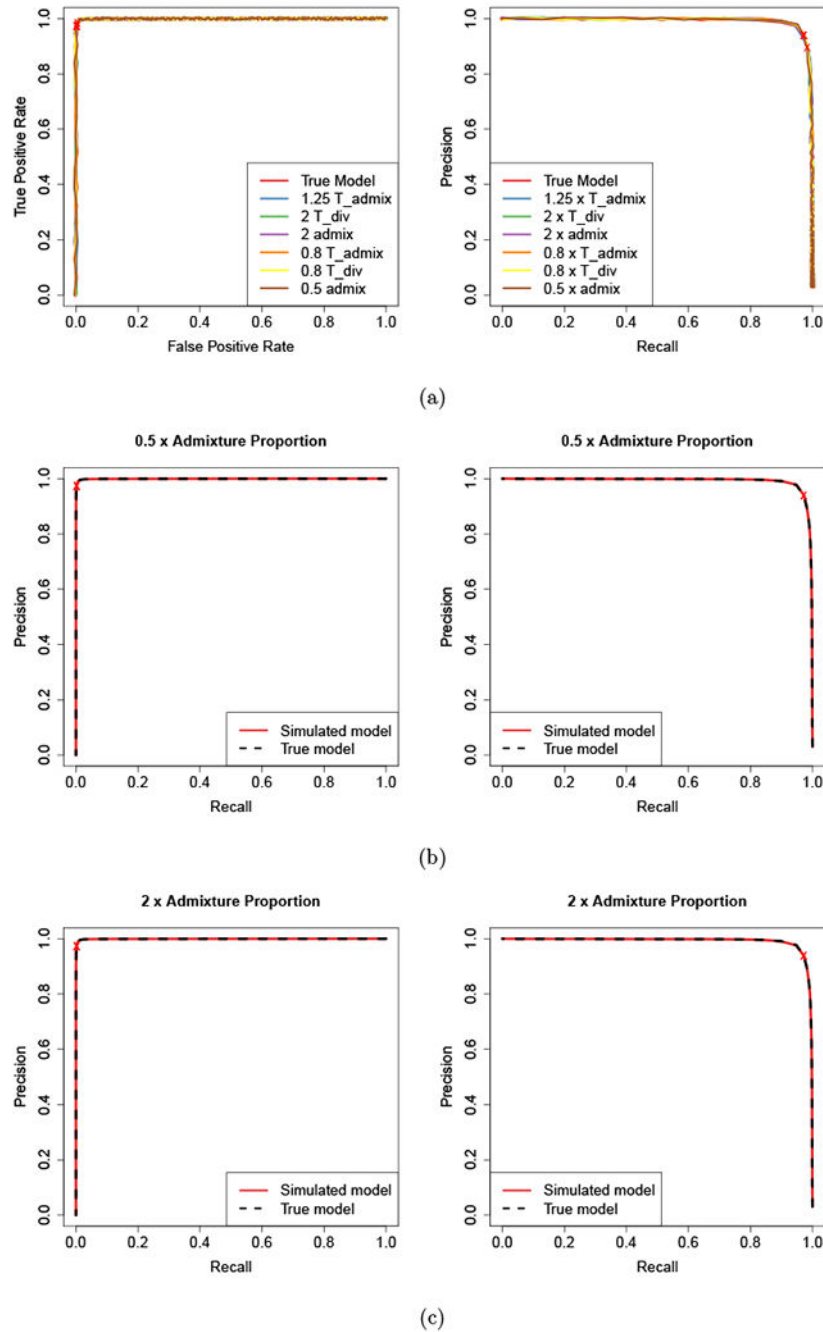 True Positive Rate
0.0 0.2 0.4 0.6 0.8 1.0
True Model
1.25 T_admix
2 T_div
2 admix
0.8 T_admix
0.8 T_div
0.5 admix
0.0 0.2 0.4 0.6 0.8 1.0
False Positive Rate
Precision
0.0 0.2 0.4 0.6 0.8 1.0
True Model
1.25 x T_admix
2 x T_div
2 x admix
0.8 x T_admix
0.8 x T_div
0.5 x admix
0.0 0.2 0.4 0.6 0.8 1.0
Recall
(a)
0.5 x Admixture Proportion
Precision
0.0 0.2 0.4 0.6 0.8 1.0
Simulated model
True model
0.0 0.2 0.4 0.6 0.8 1.0
Recall
0.5 x Admixture Proportion
Precision
0.0 0.2 0.4 0.6 0.8 1.0
Simulated model
True model
0.0 0.2 0.4 0.6 0.8 1.0
Recall
(b)
2 x Admixture Proportion
Precision
0.0 0.2 0.4 0.6 0.8 1.0
Simulated model
True model
0.0 0.2 0.4 0.6 0.8 1.0
Recall
2 x Admixture Proportion
Precision
0.0 0.2 0.4 0.6 0.8 1.0
Simulated model
True model
0.0 0.2 0.4 0.6 0.8 1.0
Recall
(c)